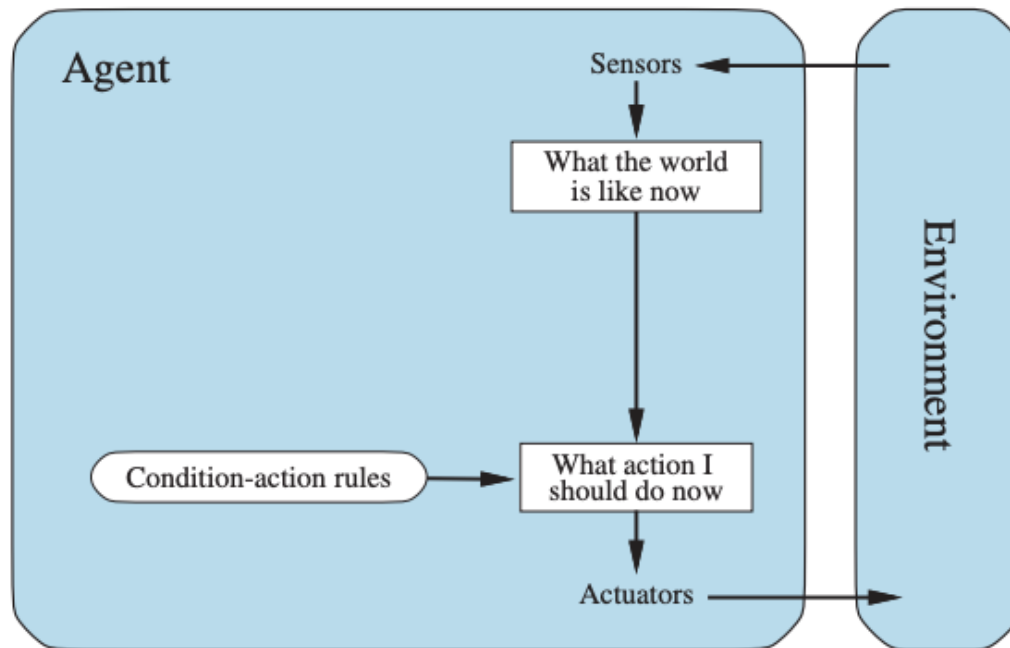 Agent
Sensors
What the world
is like now
Environment
Condition-action rules
What action I
should do now
Actuators